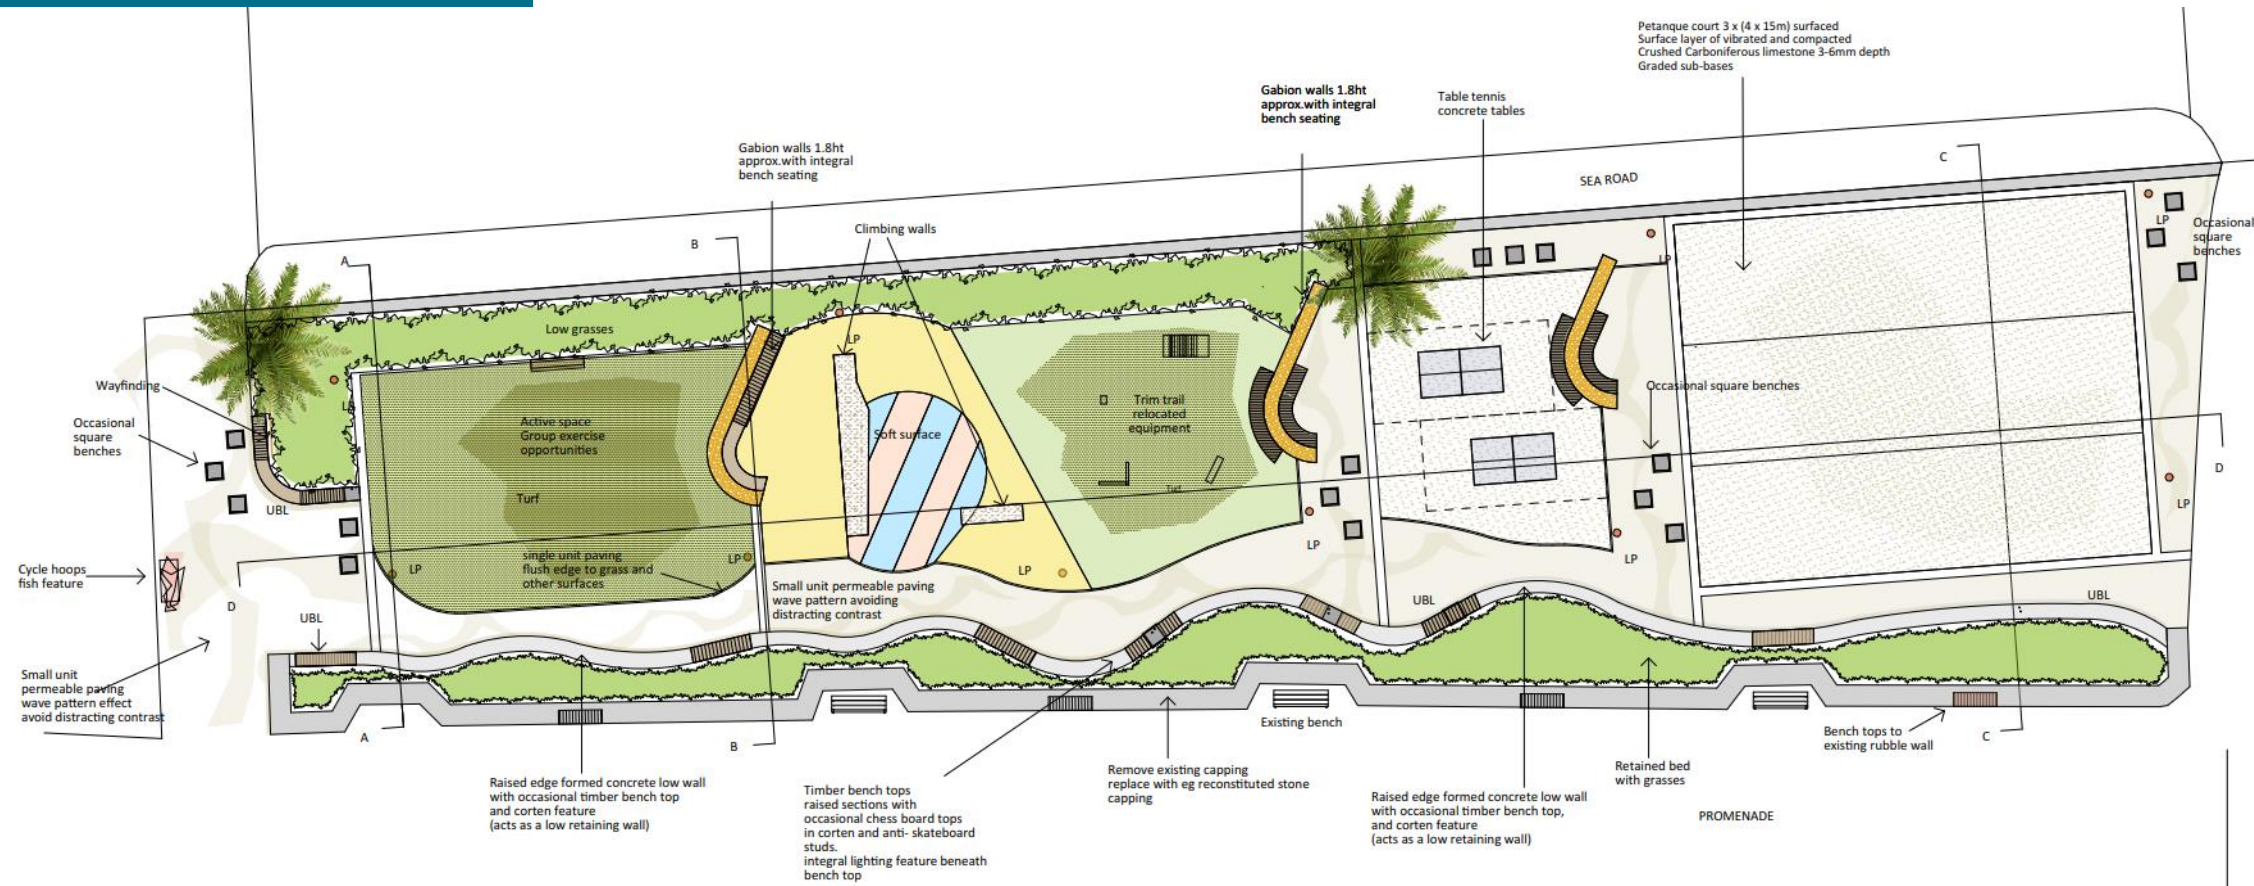 Petanque court 3 x (4 x 15m) surfaced
Surface layer of vibrated and compacted
Crushed Carboniferous limestone 3-6mm depth
Graded sub-bases
Gabion walls 1.8ht
approx.with integral
bench seating
Table tennis
concrete tables
Gabion walls 1.8ht
approx.with integral
bench seating
SEA ROAD
C
Climbing walls
B
A
LP
Occasional
square
benches
LP
Low grasses
LP
Wayfinding
LP
Occasional square benches
Trim trail
relocated
equipment
Active space
Group exercise
opportunities
Soft surface
Occasional
square
benches
D
Turf
Turf
UBL
LP
LP
LP
LP
LP
LP
single unit paving
flush edge to grass and
other surfaces
Cycle hoops
fish feature
Small unit permeable paving
wave pattern avoiding
distracting contrast
D
UBL
UBL
UBL
Small unit
permeable paving
wave pattern effect
avoid distracting contrast
A
B
Existing bench
C
Bench tops to
existing rubble wall
Raised edge formed concrete low wall
with occasional timber bench top
and corten feature
(acts as a low retaining wall)
Timber bench tops
raised sections with
occasional chess board tops
in corten and anti- skateboard
studs.
integral lighting feature beneath
bench top
Remove existing capping
replace with eg reconstituted stone
capping
Raised edge formed concrete low wall
with occasional timber bench top,
and corten feature
(acts as a low retaining wall)
Retained bed
with grasses
PROMENADE